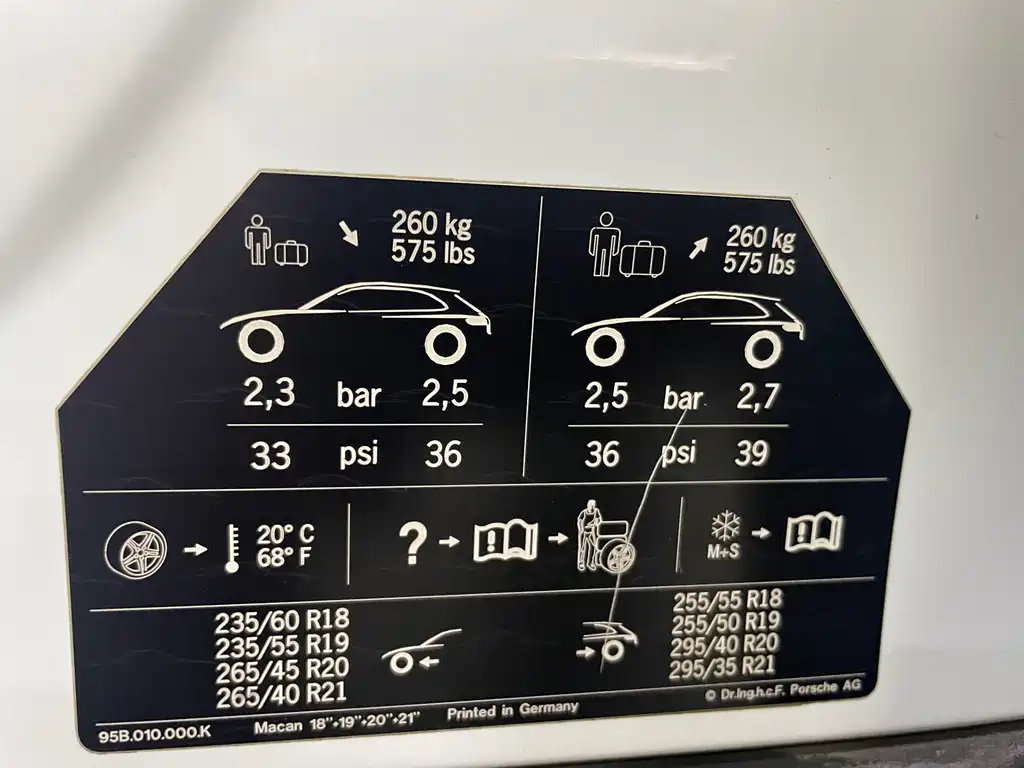 260 kg
575 lbs
260 kg
575 lbs
2,3 bar 2,5
33 psi 36
2,5 bar 2,7
36 psi 39
20° C
68° F
?
M+S
235/60 R18
235/55 R19
265/45 R20
265/40 R21
255/55 R18
255/50 R19
295/40 R20
295/35 R21
© Dr.Ing.h.c.F. Porsche AG
95B.010.000.K Macan 18"+19"+20"+21" Printed in Germany